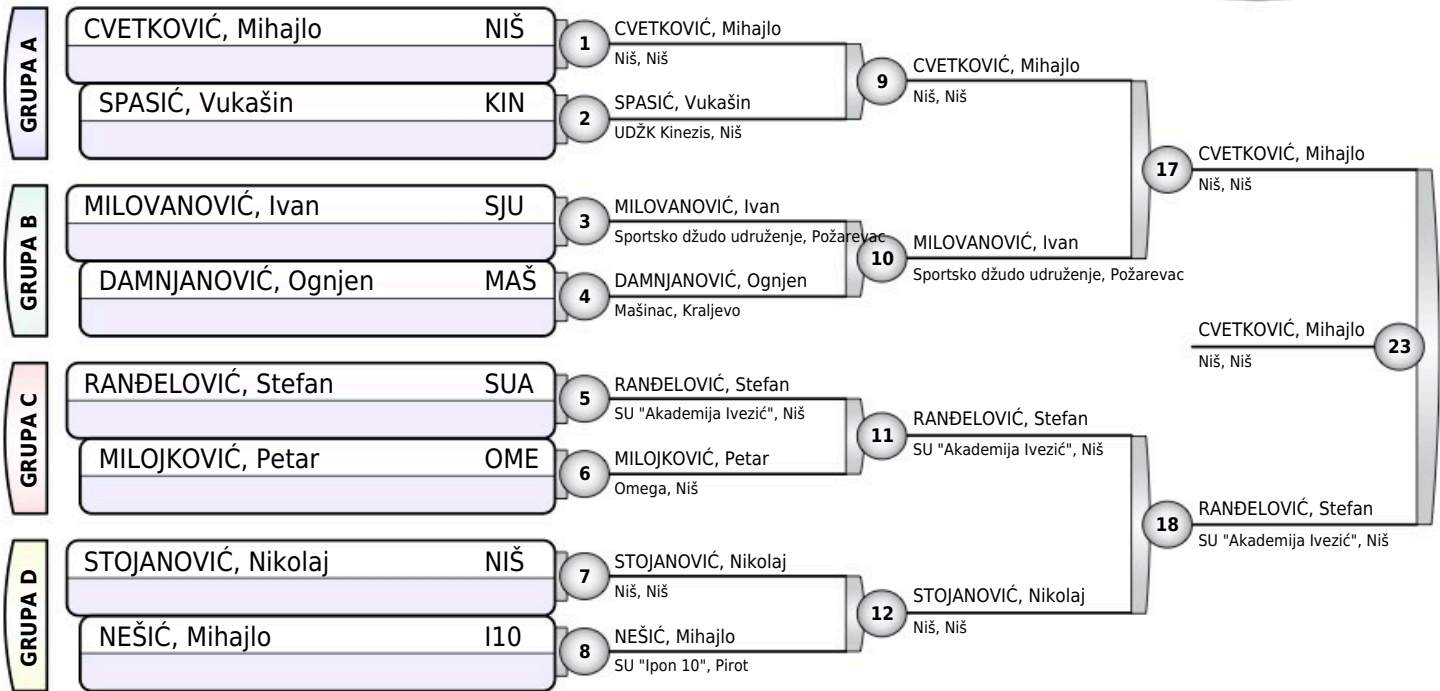 GRUPA A
CVETKOVIĆ, Mihajlo NIŠ
SPASIĆ, Vukašin KIN
GRUPA B
MILOVANOVIĆ, Ivan SJU
DAMNJANOVIĆ, Ognjen MAŠ
GRUPA C
RANĐELOVIĆ, Stefan SUA
MILOJKOVIĆ, Petar OME
GRUPA D
STOJANOVIĆ, Nikolaj NIŠ
NEŠIĆ, Mihajlo I10
1
CVETKOVIĆ, Mihajlo
Niš, Niš
2
SPASIĆ, Vukašin
UDŽK Kinezis, Niš
3
MILOVANOVIĆ, Ivan
Sportsko džudo udruženje, Požarevac
4
DAMNJANOVIĆ, Ognjen
Mašinac, Kraljevo
5
RANĐELOVIĆ, Stefan
SU "Akademija Ivezić", Niš
6
MILOJKOVIĆ, Petar
Omega, Niš
7
STOJANOVIĆ, Nikolaj
Niš, Niš
8
NEŠIĆ, Mihajlo
SU "Ipon 10", Pirot
9
CVETKOVIĆ, Mihajlo
Niš, Niš
10
MILOVANOVIĆ, Ivan
Sportsko džudo udruženje, Požarevac
11
RANĐELOVIĆ, Stefan
SU "Akademija Ivezić", Niš
12
STOJANOVIĆ, Nikolaj
Niš, Niš
17
CVETKOVIĆ, Mihajlo
Niš, Niš
18
RANĐELOVIĆ, Stefan
SU "Akademija Ivezić", Niš
CVETKOVIĆ, Mihajlo
Niš, Niš
23